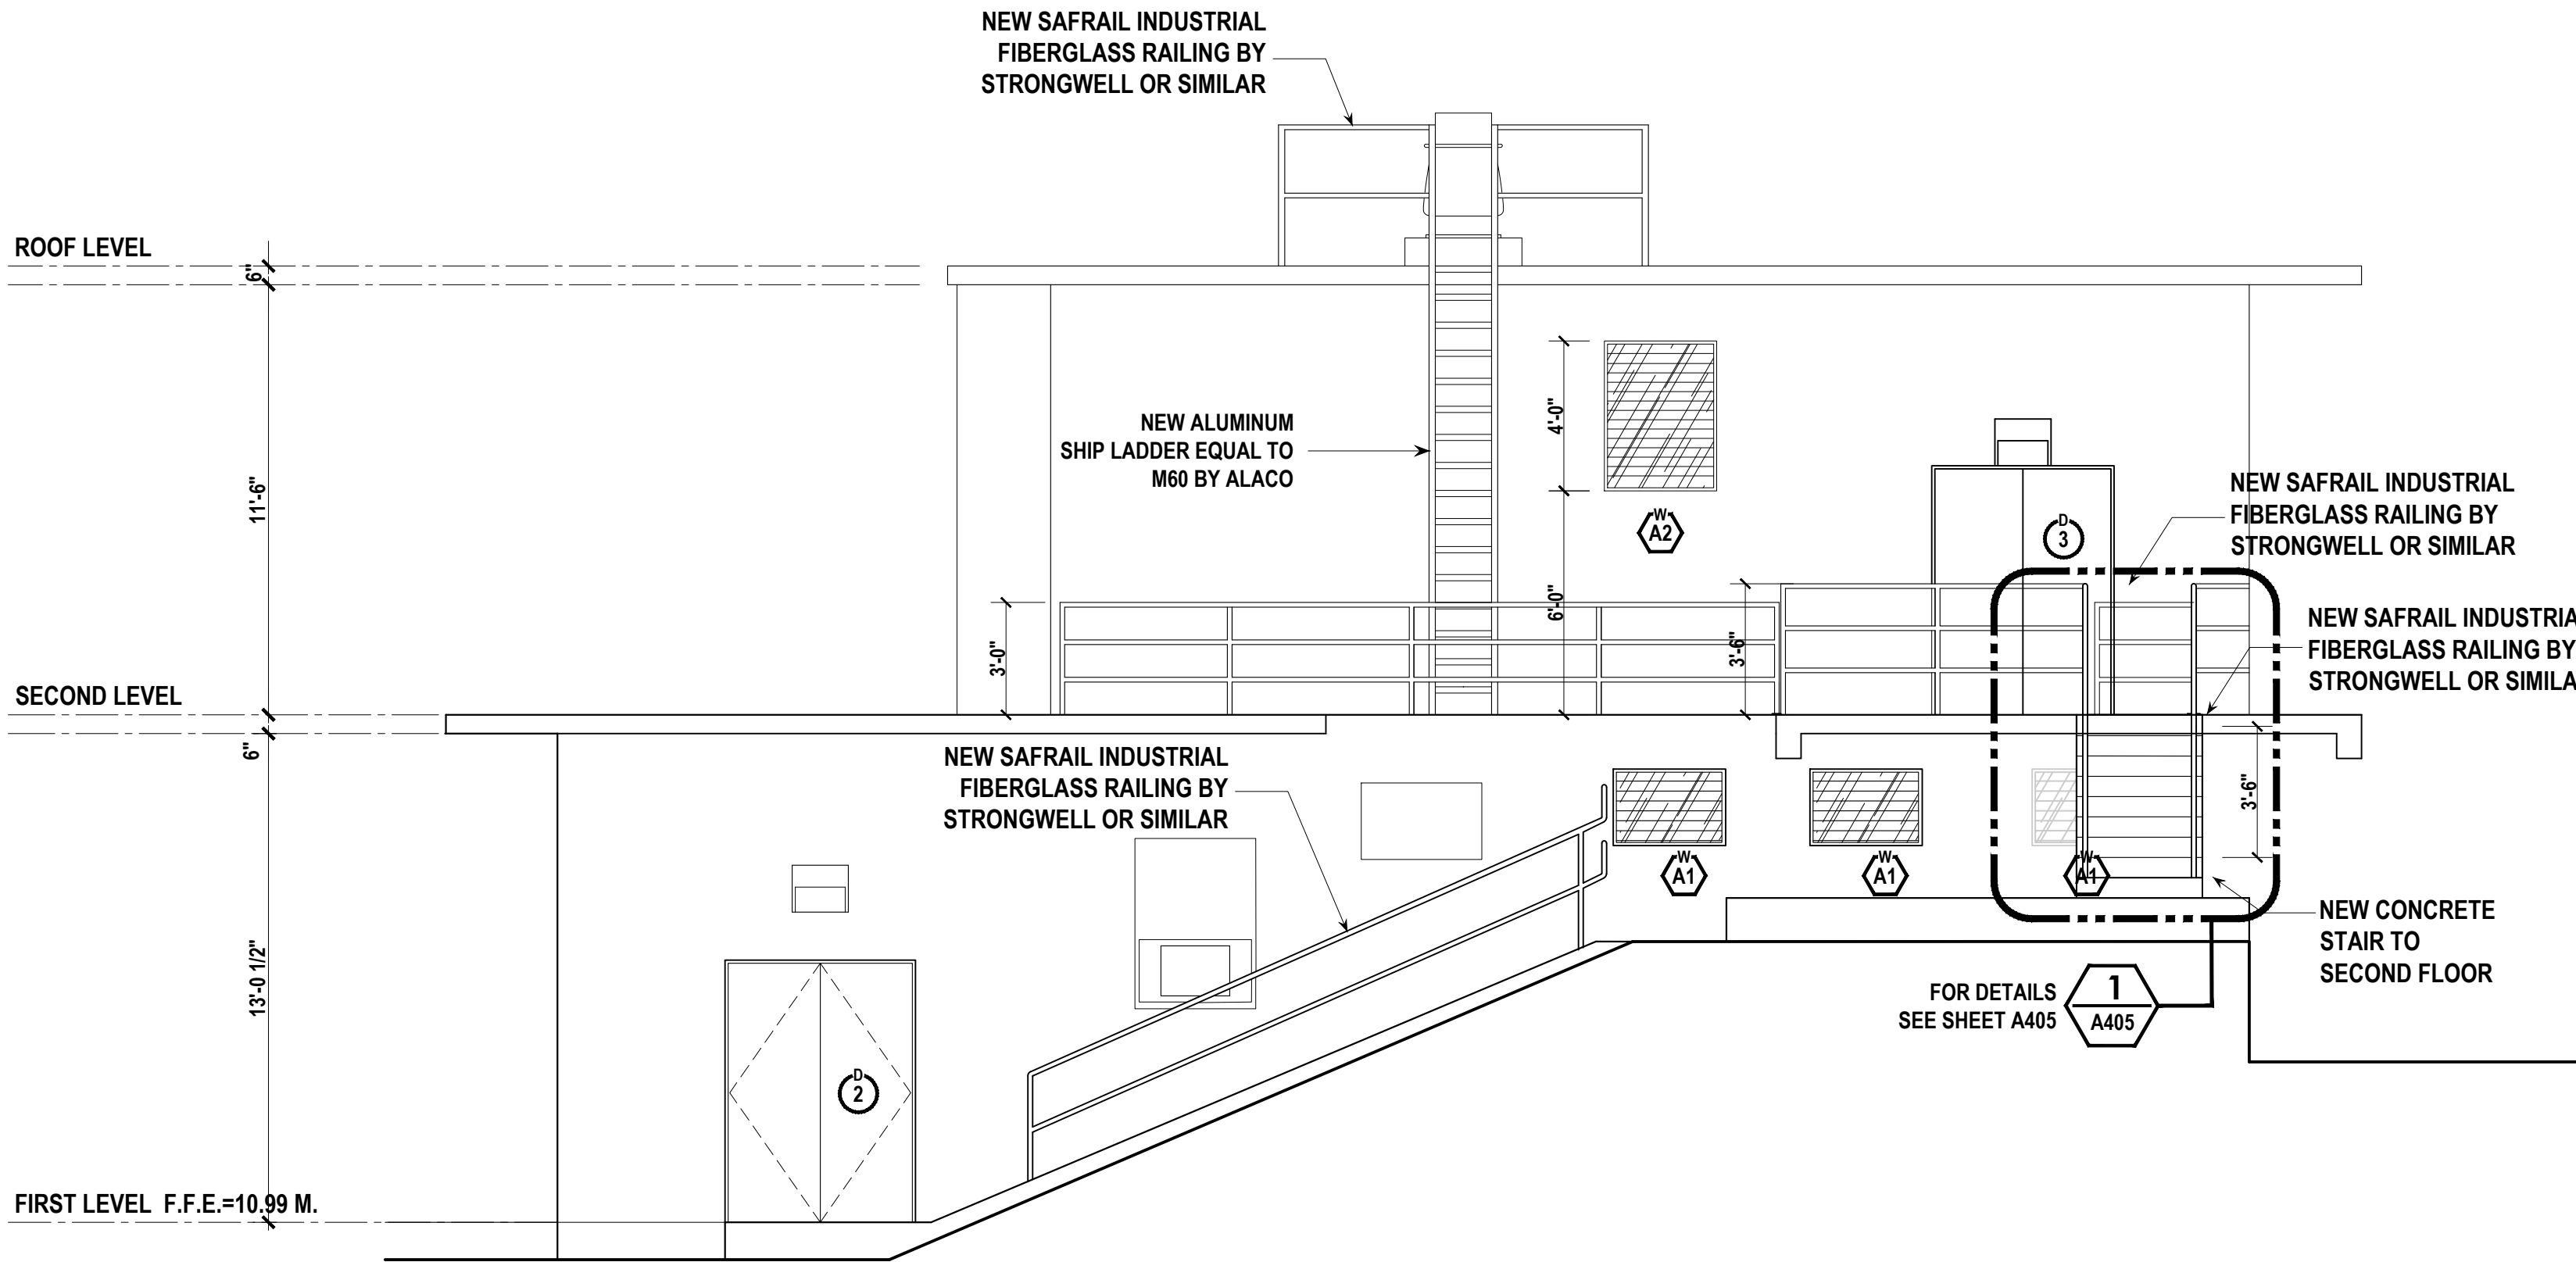 NEW SAFRAIL INDUSTRIAL
FIBERGLASS RAILING BY
STRONGWELL OR SIMILAR
ROOF LEVEL
6"
11'-6"
NEW ALUMINUM
SHIP LADDER EQUAL TO
M60 BY ALACO
4'-0"
6'-0"
W
A2
D
3
NEW SAFRAIL INDUSTRIAL
FIBERGLASS RAILING BY
STRONGWELL OR SIMILAR
NEW SAFRAIL INDUSTRIA
FIBERGLASS RAILING BY
STRONGWELL OR SIMILA
3'-0"
3'-6"
SECOND LEVEL
6"
NEW SAFRAIL INDUSTRIAL
FIBERGLASS RAILING BY
STRONGWELL OR SIMILAR
3'-6"
W
A1
W
A1
W
A1
NEW CONCRETE
STAIR TO
SECOND FLOOR
13'-0 1/2"
FOR DETAILS
SEE SHEET A405
1
A405
D
2
FIRST LEVEL F.F.E.=10.99 M.